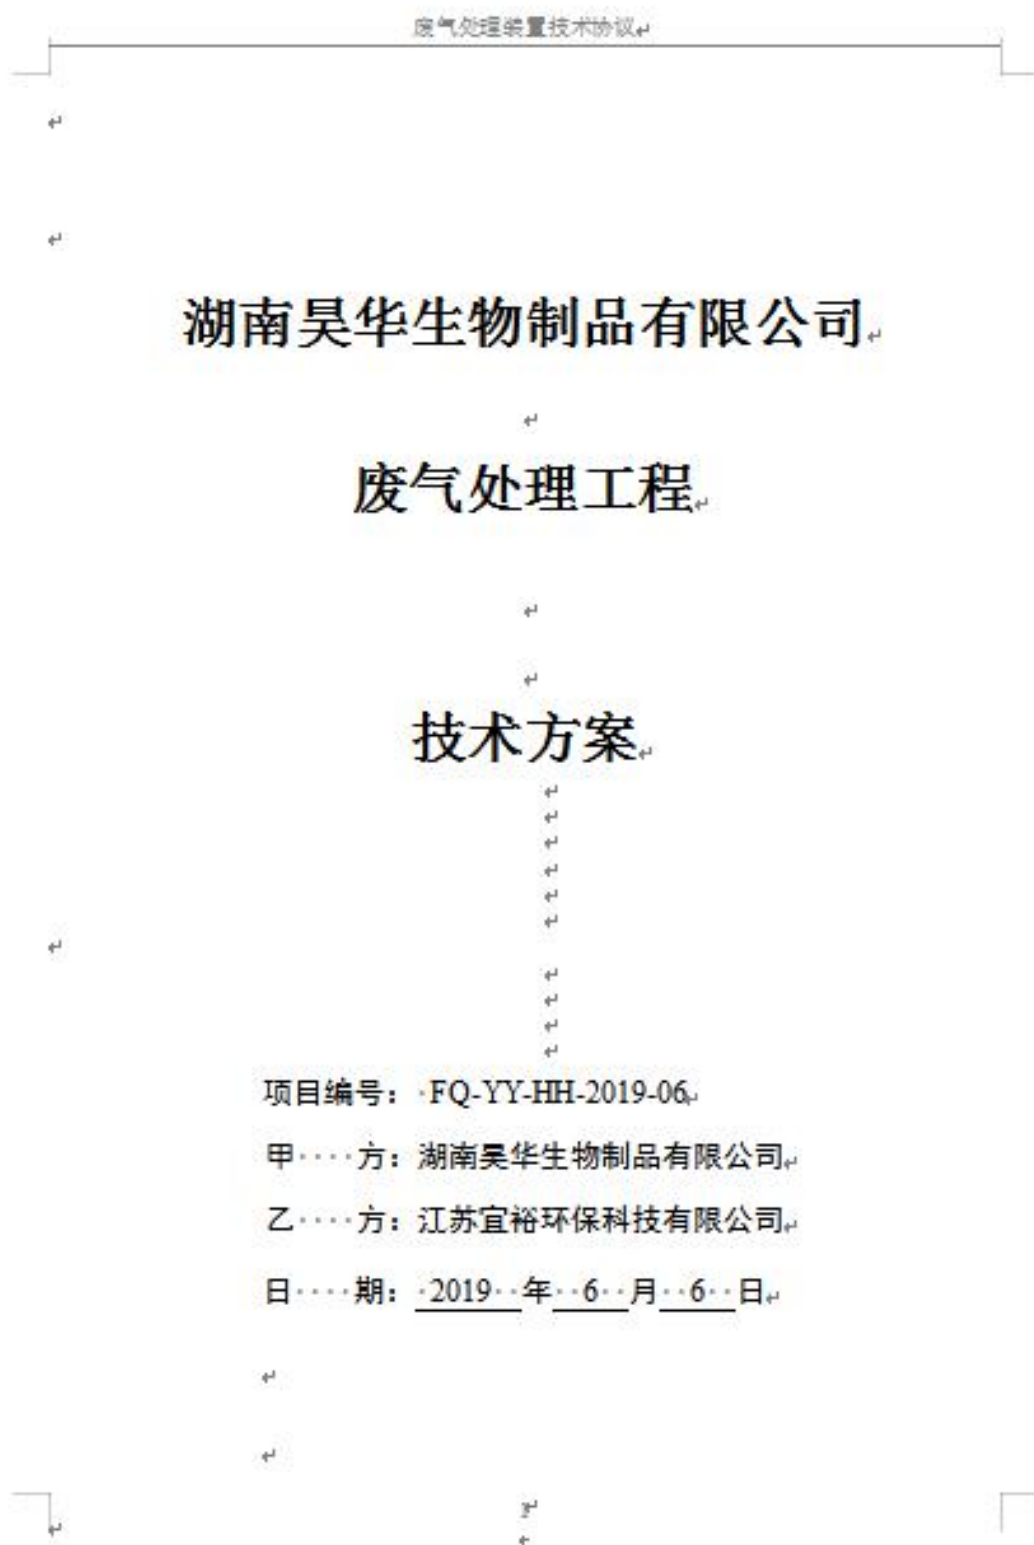 废气处理装置技术协议
湖南昊华生物制品有限公司
废气处理工程
技术方案
项目编号： FQ-YY-HH-2019-06
甲    方：湖南昊华生物制品有限公司
乙    方：江苏宜裕环保科技有限公司
日    期： 2019  年  6  月  6  日